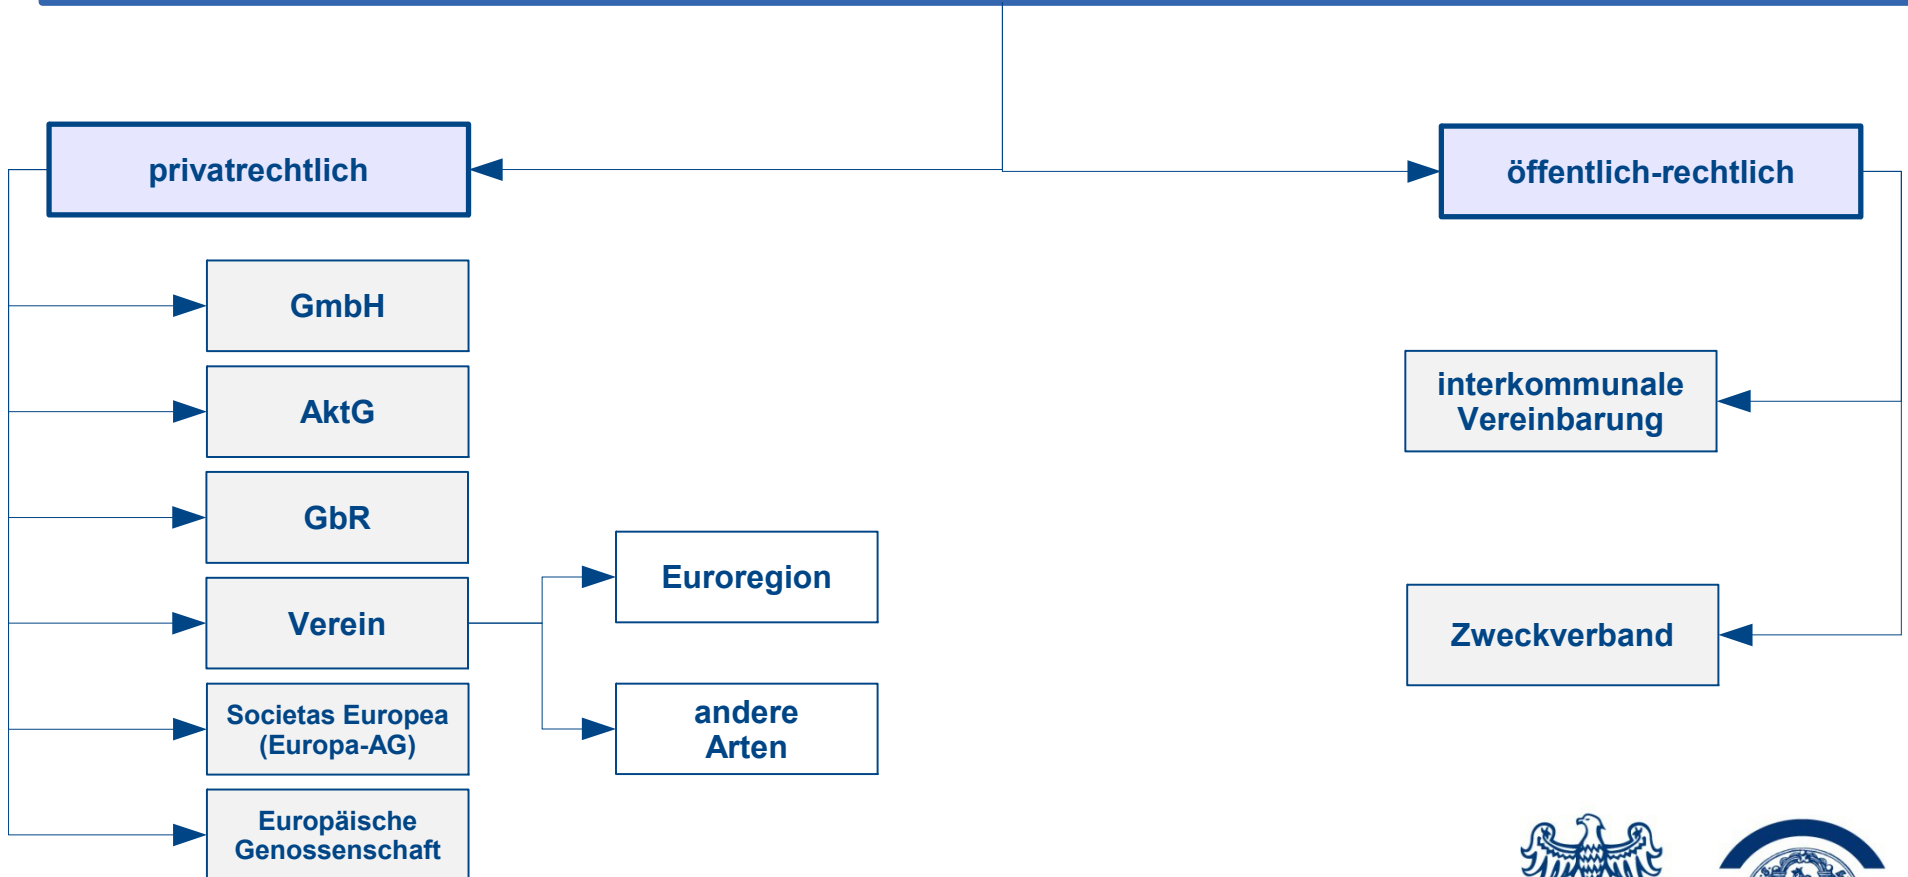 privatrechtlich
öffentlich-rechtlich
GmbH
AktG
GbR
Verein
Societas Europea
(Europa-AG)
Europäische
Genossenschaft
Euroregion
andere
Arten
interkommunale
Vereinbarung
Zweckverband